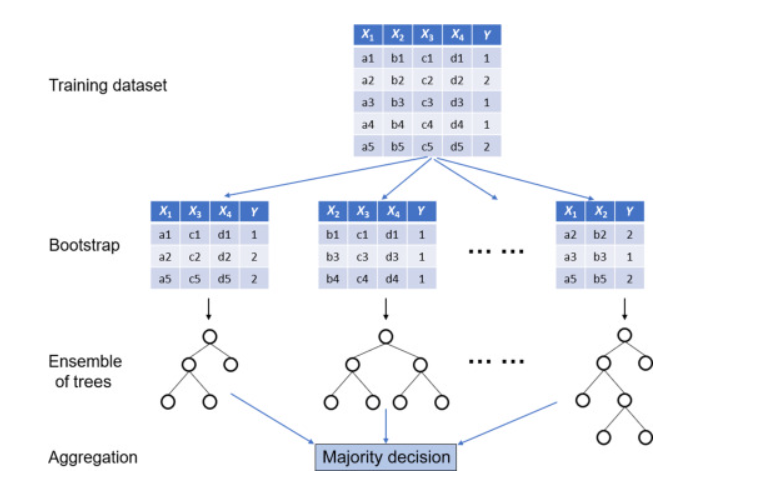 X1 X2 X3 X4 Y
a1 b1 c1 d1 1
a2 b2 c2 d2 2
Training dataset
a3 b3 c3 d3 1
a4 b4 c4 d4 1
a5 b5 c5 d5 2
X1 X3 X4 Y
a1 c1 d1 1
a2 c2 d2 2
a5 c5 d5 2
X2 X3 X4 Y
b1 c1 d1 1
b3 c3 d3 1
b4 c4 d4 1
X1 X2 Y
a2 b2 2
a3 b3 1
a5 b5 2
Bootstrap
... ...
Ensemble
of trees
... ...
Aggregation
Majority decision